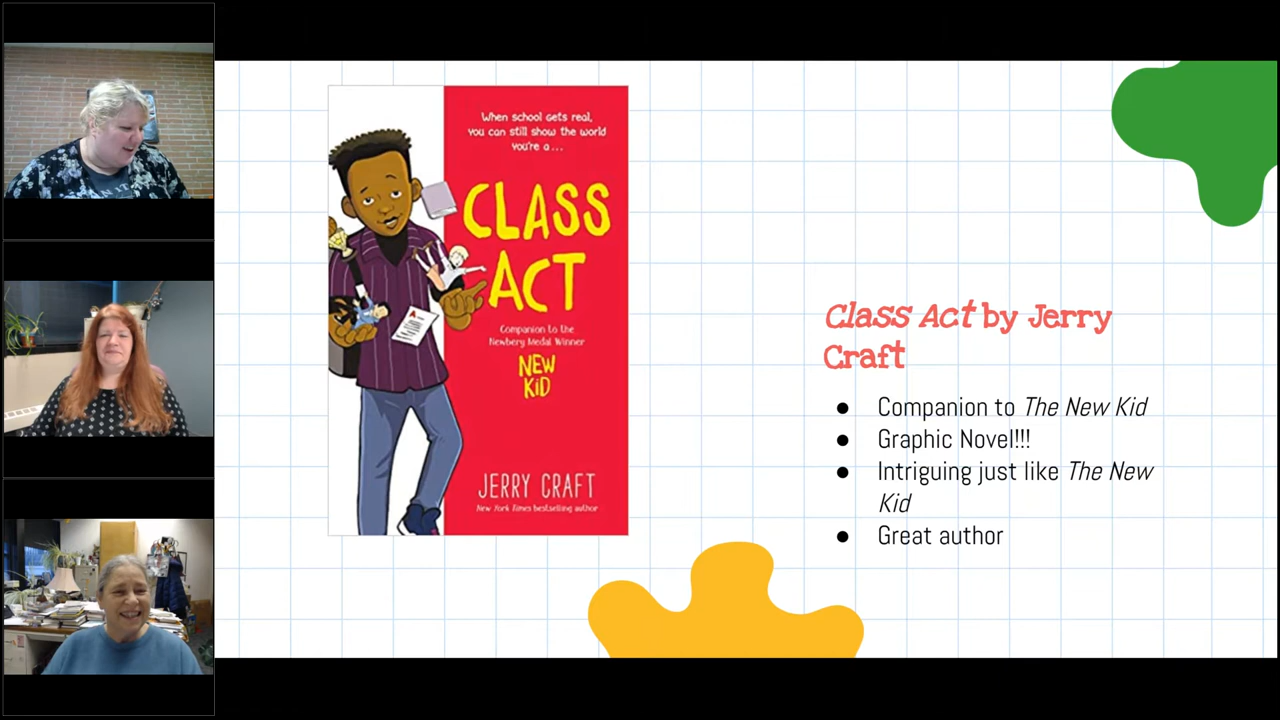 When school gets real,
you can still show the world
you're a...
CLASS
ACT
Companion to the
Newbery Medal Winner
NEW
KID
JERRY CRAFT
New York Times bestselling author
A
Class Act by Jerry
Craft
● Companion to The New Kid
● Graphic Novel!!!
● Intriguing just like The New
Kid
● Great author